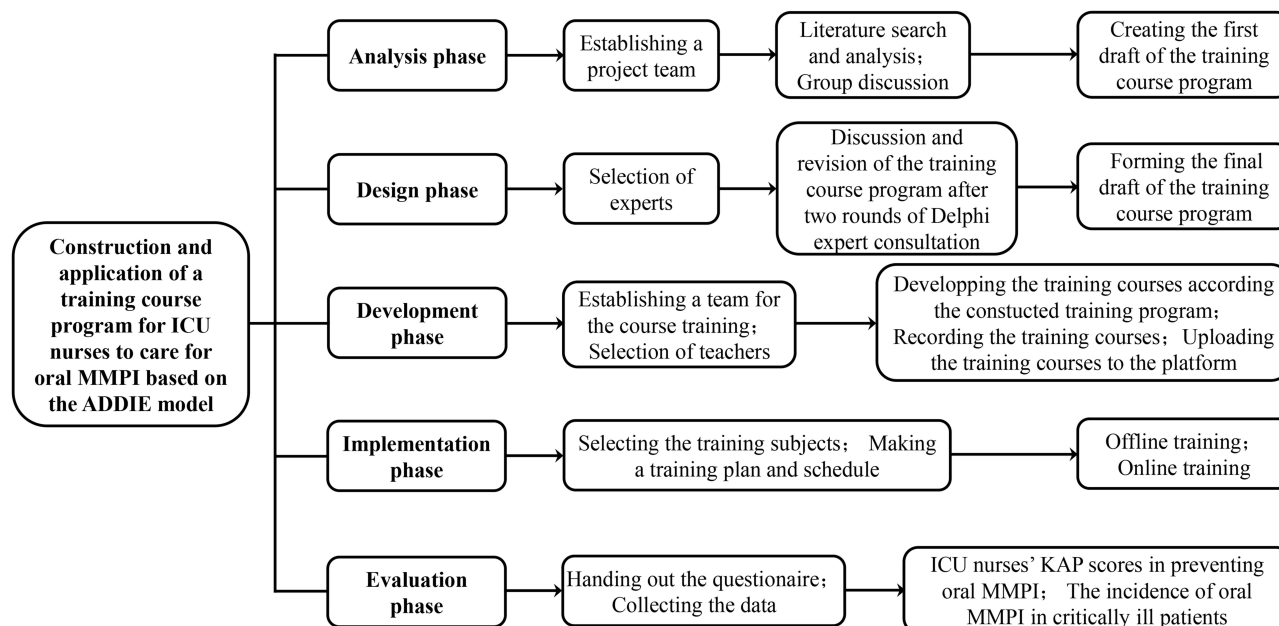 Construction and
application of a
training course
program for ICU
nurses to care for
oral MMPI based on
the ADDIE model
Analysis phase
Establishing a
project team
Literature search
and analysis；
Group discussion
Creating the first
draft of the training
course program
Design phase
Selection of
experts
Discussion and
revision of the training
course program after
two rounds of Delphi
expert consultation
Forming the final
draft of the training
course program
Development
phase
Establishing a team for
the course training；
Selection of teachers
Developping the training courses according
the constucted training program；
Recording the training courses； Uploading
the training courses to the platform
Implementation
phase
Selecting the training subjects； Making
a training plan and schedule
Offline training；
Online training
Evaluation
phase
Handing out the questionaire；
Collecting the data
ICU nurses’ KAP scores in preventing
oral MMPI； The incidence of oral
MMPI in critically ill patients